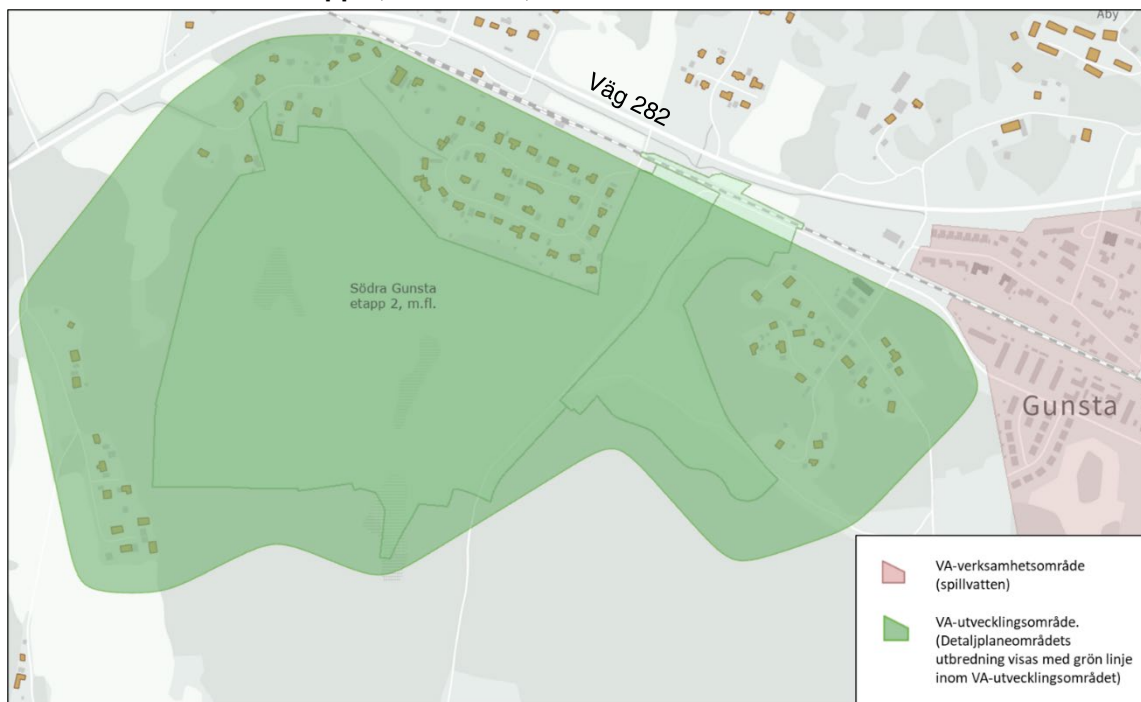 Åby
Väg 282
Södra Gunsta
etapp 2, m.fl.
Gunsta
VA-verksamhetsområde
(spillvatten)
VA-utvecklingsområde.
(Detaljplaneområdets
utbredning visas med grön linje
inom VA-utvecklingsområdet)